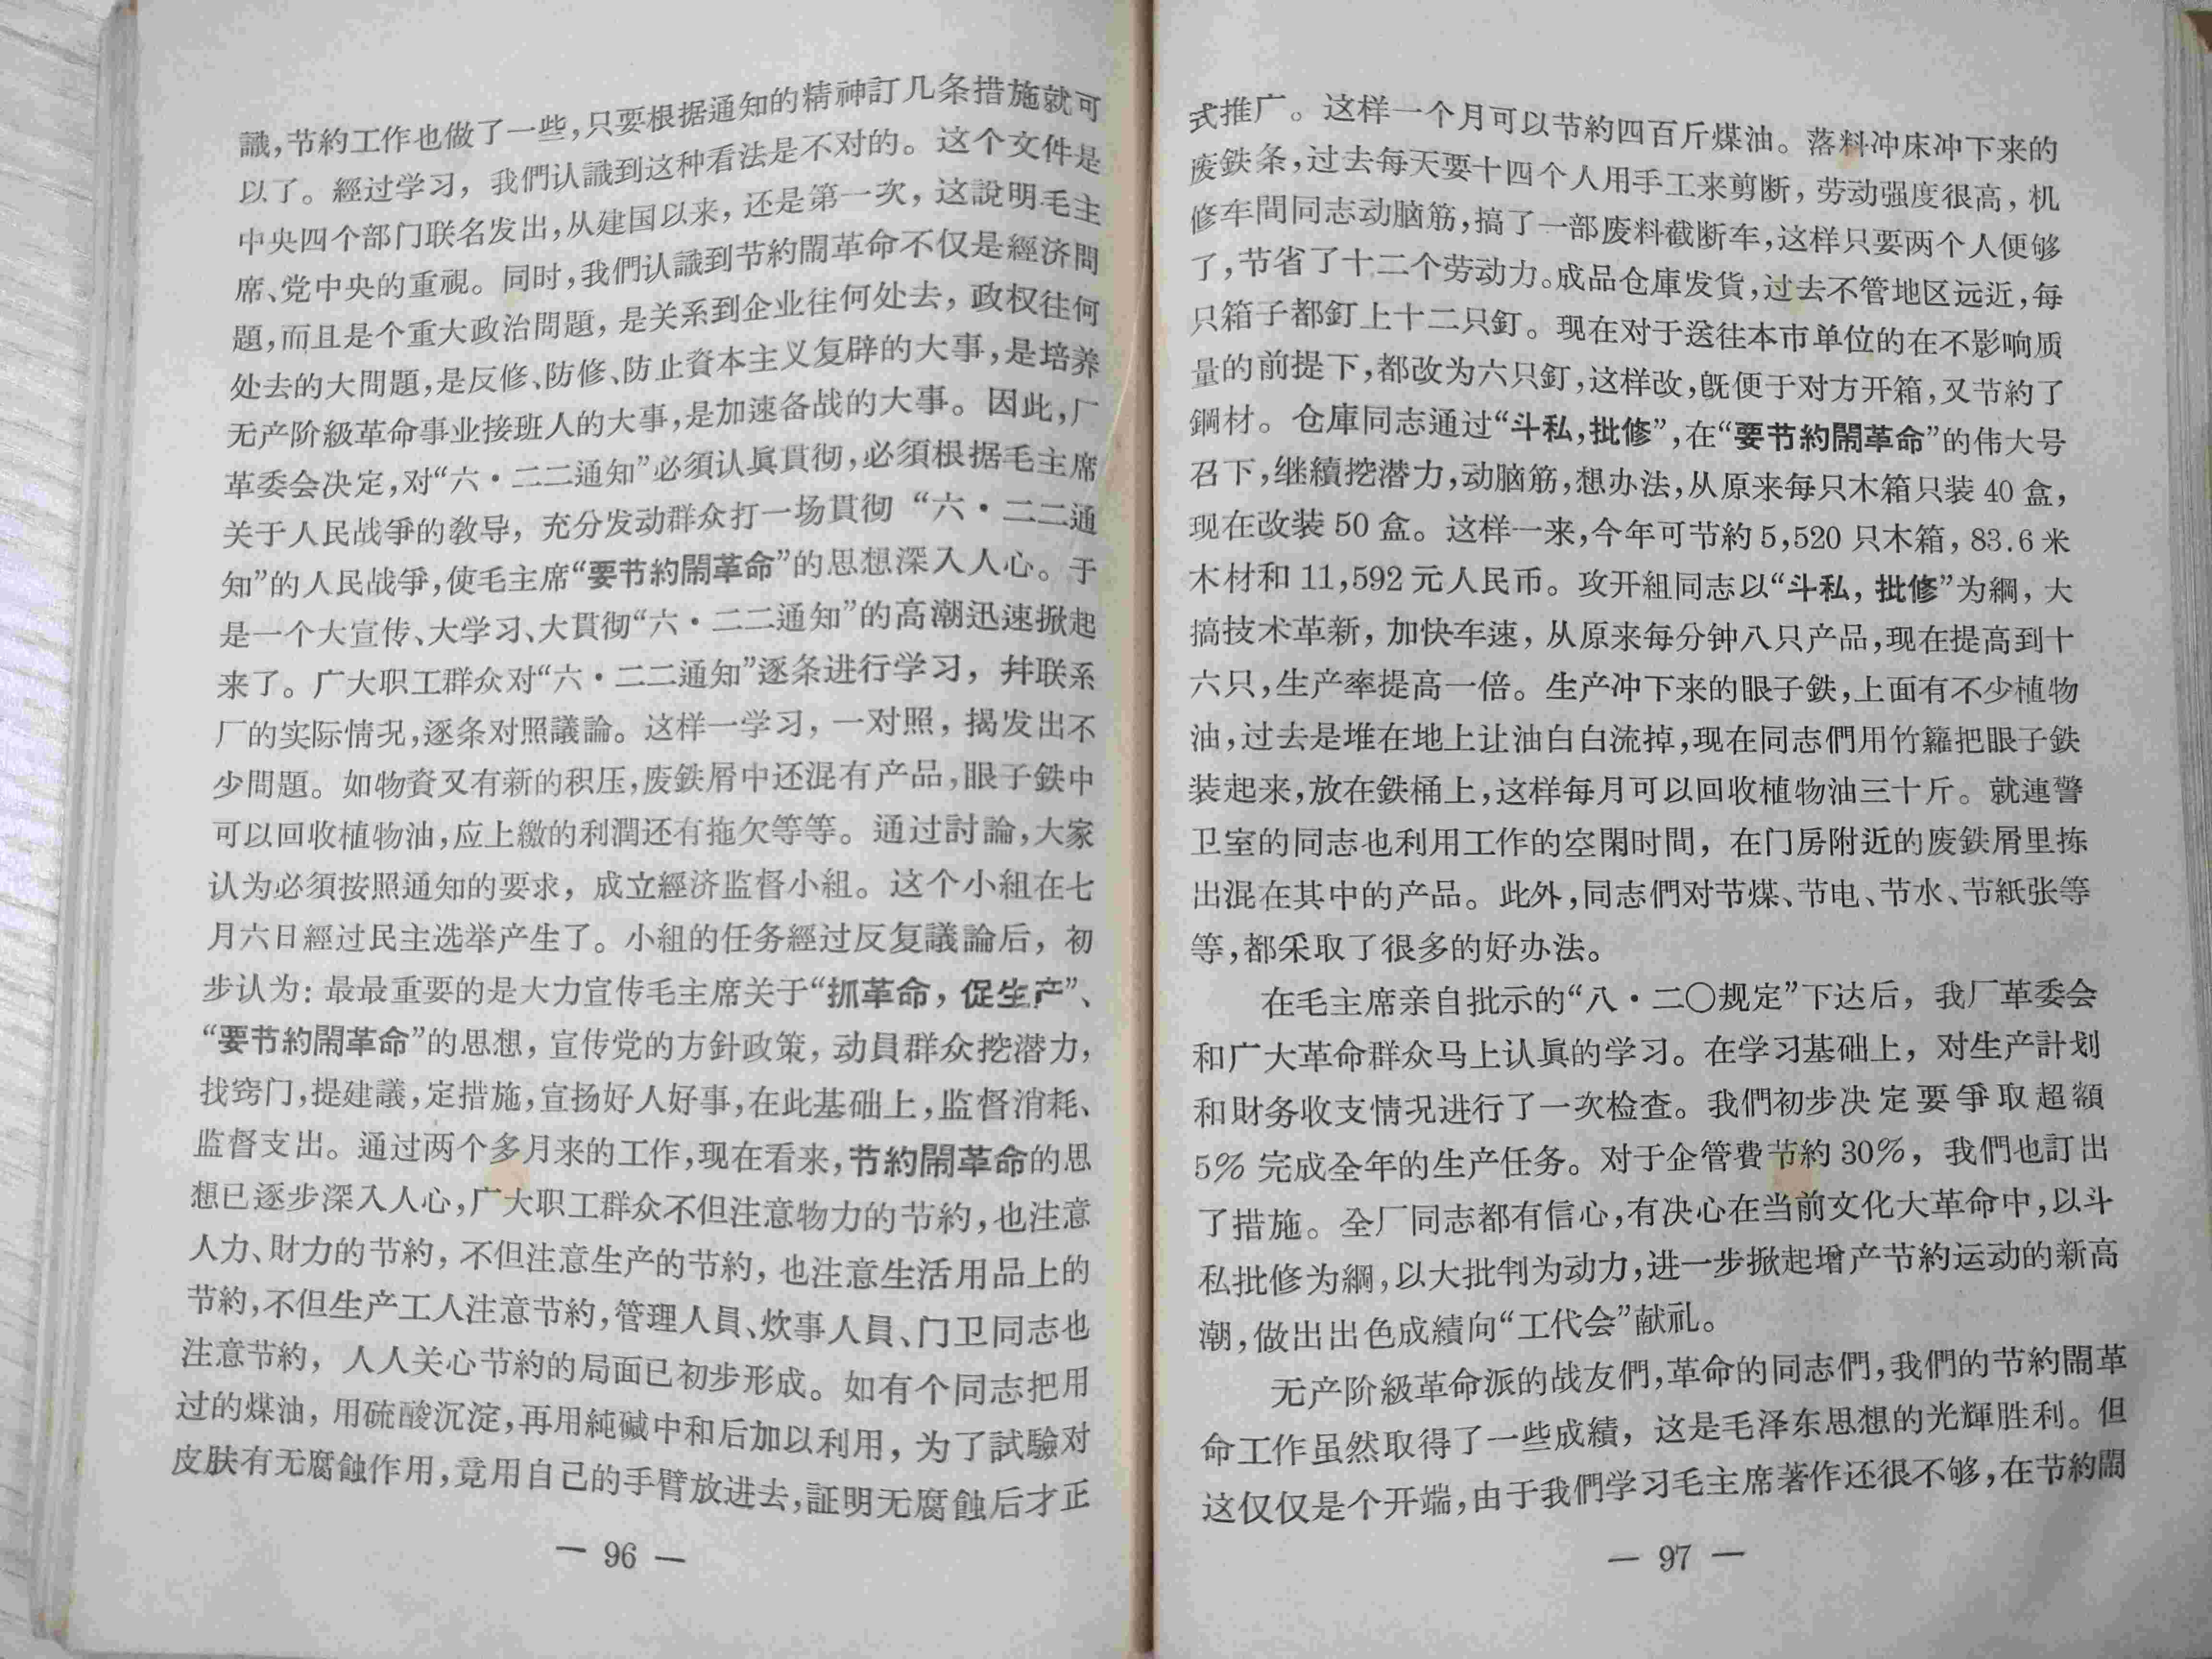 識,节約工作也做了一些,只要根据通知的精神訂几条措施就可
以了。經过学习，我們认識到这种看法是不对的。这个文件是
中央四个部门联名发出,从建国以来，还是第一次，这說明毛主
席、党中央的重視。同时,我們认識到节約鬧革命不仅是經济問
題,而且是个重大政治問題，是关系到企业往何处去，政权往何
处去的大問題,是反修、防修、防止資本主义复辟的大事,是培养
无产阶級革命事业接班人的大事,是加速备战的大事。因此,厂
革委会决定,对“六·二二通知”必須认眞貫彻,必須根据毛主席
关于人民战爭的敎导，充分发动群众打一场貫彻“六·二二通
知”的人民战爭,使毛主席“要节約鬧革命”的思想深入人心。于
是一个大宣传、大学习、大貫彻“六·二二通知”的高潮迅速掀起
来了。广大职工群众对“六·二二通知”逐条进行学习，幷联系
厂的实际情况,逐条对照議論。这样一学习，一对照，揭发出不
少問題。如物資又有新的积压,废鉄屑中还混有产品,眼子鉄中
可以回收植物油,应上繳的利潤还有拖欠等等。通过討論,大家
认为必須按照通知的要求，成立經济监督小組。这个小組在七
月六日經过民主选举产生了。小組的任务經过反复議論后，初
步认为:最最重要的是大力宣传毛主席关于“抓革命，促生产”、
“要节約鬧革命”的思想，宣传党的方針政策，动員群众挖潜力，
找窍门,提建議,定措施,宣扬好人好事,在此基础上,监督消耗、
监督支出。通过两个多月来的工作,现在看来,节約鬧革命的思
想已逐步深入人心,广大职工群众不但注意物力的节約,也注意
人力、財力的节約，不但注意生产的节約，也注意生活用品上的
节約,不但生产工人注意节約,管理人員、炊事人員、门卫同志也
注意节約，人人关心节約的局面已初步形成。如有个同志把用
过的煤油，用硫酸沉淀,再用純碱中和后加以利用，为了試驗对
皮肤有无腐蝕作用,竟用自己的手臂放进去,証明无腐蝕后才正
— 96 —
式推广。这样一个月可以节約四百斤煤油。落料冲床冲下来的
废鉄条,过去每天要十四个人用手工来剪断，劳动强度很高，机
修车間同志动脑筋,搞了一部废料截断车,这样只要两个人便够
了,节省了十二个劳动力。成品仓庫发貨,过去不管地区远近,每
只箱子都釘上十二只釘。现在对于送往本市单位的在不影响质
量的前提下,都改为六只釘,这样改,既便于对方开箱,又节約了
鋼材。仓庫同志通过“斗私,批修”,在“要节約鬧革命”的伟大号
召下,继續挖潜力,动脑筋,想办法,从原来每只木箱只装 40 盒,
现在改装 50 盒。这样一来,今年可节約 5,520 只木箱，83.6 米
木材和 11,592 元人民币。攻开組同志以“斗私，批修”为綱，大
搞技术革新，加快车速，从原来每分钟八只产品,现在提高到十
六只,生产率提高一倍。生产冲下来的眼子鉄,上面有不少植物
油,过去是堆在地上让油白白流掉,现在同志們用竹籮把眼子鉄
装起来,放在鉄桶上,这样每月可以回收植物油三十斤。就連警
卫室的同志也利用工作的空閑时間，在门房附近的废鉄屑里拣
出混在其中的产品。此外,同志們对节煤、节电、节水、节紙张等
等,都采取了很多的好办法。
在毛主席亲自批示的“八·二〇规定”下达后，我厂革委会
和广大革命群众马上认眞的学习。在学习基础上，对生产計划
和財务收支情况进行了一次检查。我們初步决定要爭取超額
5% 完成全年的生产任务。对于企管費节約 30%，我們也訂出
了措施。全厂同志都有信心,有决心在当前文化大革命中,以斗
私批修为綱,以大批判为动力,进一步掀起增产节約运动的新高
潮,做出出色成績向“工代会”献礼。
无产阶級革命派的战友們,革命的同志們,我們的节約鬧革
命工作虽然取得了一些成績，这是毛泽东思想的光輝胜利。但
这仅仅是个开端,由于我們学习毛主席著作还很不够,在节約鬧
— 97 —